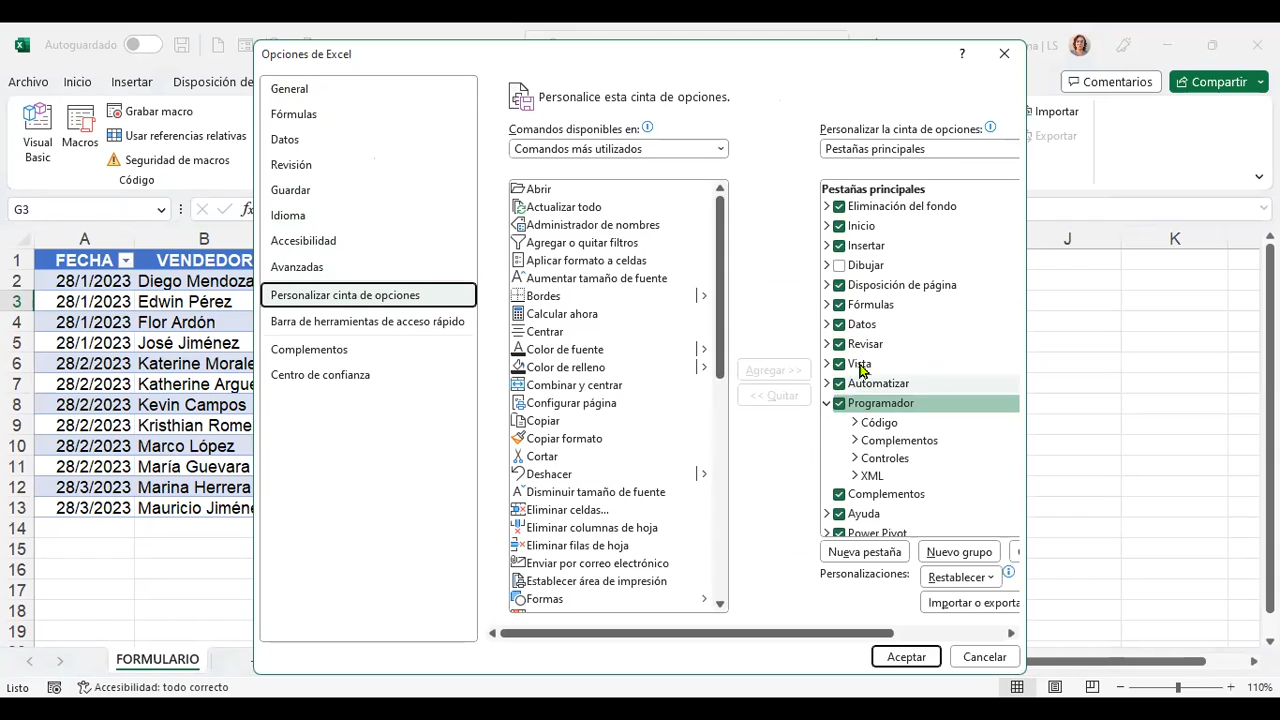 Autoguardado
na | LS
Archivo Inicio Insertar Disposición de
Comentarios Compartir
Visual Basic
Macros
Grabar macro
Usar referencias relativas
Seguridad de macros
Código
Importar
Exportar
G3
A B J K
1 FECHA VENDEDOR
2 28/1/2023 Diego Mendoza
3 28/1/2023 Edwin Pérez
4 28/1/2023 Flor Ardón
5 28/1/2023 José Jiménez
6 28/2/2023 Katerine Morale
7 28/2/2023 Katherine Argue
8 28/2/2023 Kevin Campos
9 28/2/2023 Kristhian Rome
10 28/2/2023 Marco López
11 28/2/2023 María Guevara
12 28/3/2023 Marina Herrera
13 28/3/2023 Mauricio Jiméne
14
15
16
17
18
19
FORMULARIO
Listo Accesibilidad: todo correcto
110%
Opciones de Excel
General
Fórmulas
Datos
Revisión
Guardar
Idioma
Accesibilidad
Avanzadas
Personalizar cinta de opciones
Barra de herramientas de acceso rápido
Complementos
Centro de confianza
Personalice esta cinta de opciones.
Comandos disponibles en:
Comandos más utilizados
Abrir
Actualizar todo
Administrador de nombres
Agregar o quitar filtros
Aplicar formato a celdas
Aumentar tamaño de fuente
Bordes
Calcular ahora
Centrar
Color de fuente
Color de relleno
Combinar y centrar
Configurar página
Copiar
Copiar formato
Cortar
Deshacer
Disminuir tamaño de fuente
Eliminar celdas...
Eliminar columnas de hoja
Eliminar filas de hoja
Enviar por correo electrónico
Establecer área de impresión
Formas
Agregar >>
<< Quitar
Personalizar la cinta de opciones:
Pestañas principales
Pestañas principales
Eliminación del fondo
Inicio
Insertar
Dibujar
Disposición de página
Fórmulas
Datos
Revisar
Vista
Automatizar
Programador
Código
Complementos
Controles
XML
Complementos
Ayuda
Power Pivot
Nueva pestaña Nuevo grupo
Personalizaciones: Restablecer
Importar o exporta
Aceptar Cancelar